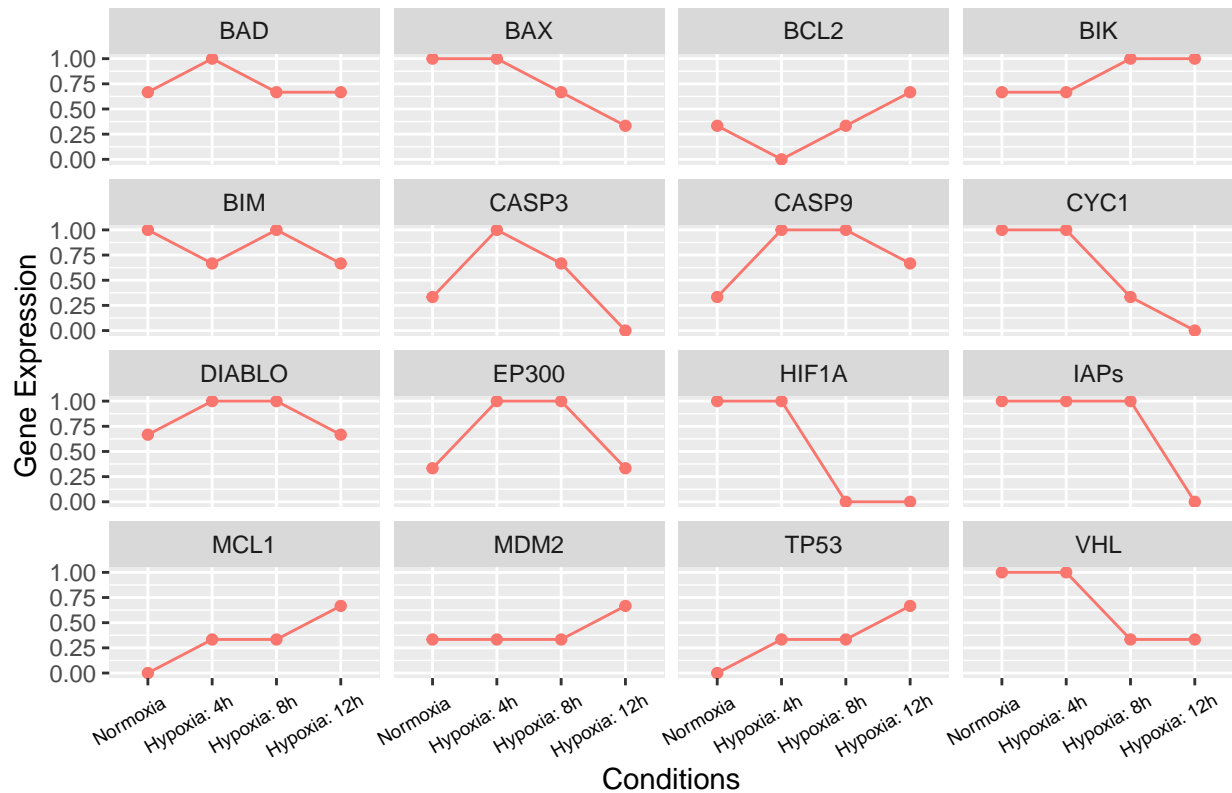 BAD BAX BCL2 BIK
1.00
0.75
0.50
0.25
0.00
BIM CASP3 CASP9 CYC1
1.00
0.75
0.50
0.25
0.00
DIABLO EP300 HIF1A IAPs
1.00
0.75
0.50
0.25
0.00
MCL1 MDM2 TP53 VHL
1.00
0.75
0.50
0.25
0.00
Gene Expression
Normoxia Hypoxia: 4h Hypoxia: 8h Hypoxia: 12h Normoxia Hypoxia: 4h Hypoxia: 8h Hypoxia: 12h Normoxia Hypoxia: 4h Hypoxia: 8h Hypoxia: 12h Normoxia Hypoxia: 4h Hypoxia: 8h Hypoxia: 12h
Conditions